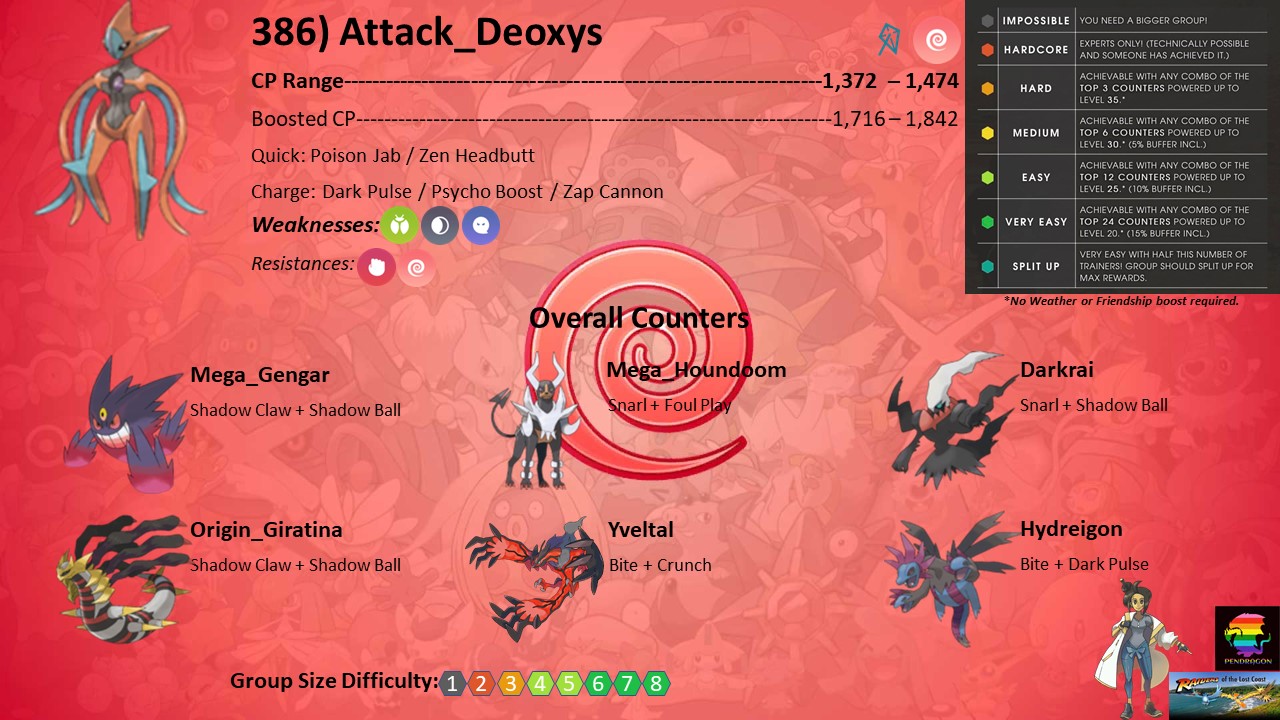 386) Attack_Deoxys
CP Range------------------------------------------------------------------------------------1,372 – 1,474
Boosted CP------------------------------------------------------------------------------------1,716 – 1,842
Quick: Poison Jab / Zen Headbutt
Charge: Dark Pulse / Psycho Boost / Zap Cannon
Weaknesses:
Resistances:
IMPOSSIBLE YOU NEED A BIGGER GROUP!
HARDCORE EXPERTS ONLY! (TECHNICALLY POSSIBLE
AND SOMEONE HAS ACHIEVED IT.)
HARD ACHIEVABLE WITH ANY COMBO OF THE
TOP 3 COUNTERS POWERED UP TO
LEVEL 35.*
MEDIUM ACHIEVABLE WITH ANY COMBO OF THE
TOP 6 COUNTERS POWERED UP TO
LEVEL 30.* (5% BUFFER INCL.)
EASY ACHIEVABLE WITH ANY COMBO OF THE
TOP 12 COUNTERS POWERED UP TO
LEVEL 25.* (10% BUFFER INCL.)
VERY EASY ACHIEVABLE WITH ANY COMBO OF THE
TOP 24 COUNTERS POWERED UP TO
LEVEL 20.* (15% BUFFER INCL.)
SPLIT UP VERY EASY WITH HALF THIS NUMBER OF
TRAINERS! GROUP SHOULD SPLIT UP FOR
MAX REWARDS.
*No Weather or Friendship boost required.
Overall Counters
Mega_Gengar
Shadow Claw + Shadow Ball
Mega_Houndoom
Snarl + Foul Play
Darkrai
Snarl + Shadow Ball
Origin_Giratina
Shadow Claw + Shadow Ball
Yveltal
Bite + Crunch
Hydreigon
Bite + Dark Pulse
Group Size Difficulty: 1 2 3 4 5 6 7 8
PENDRAGON
RAIDERS of the Lost Coast